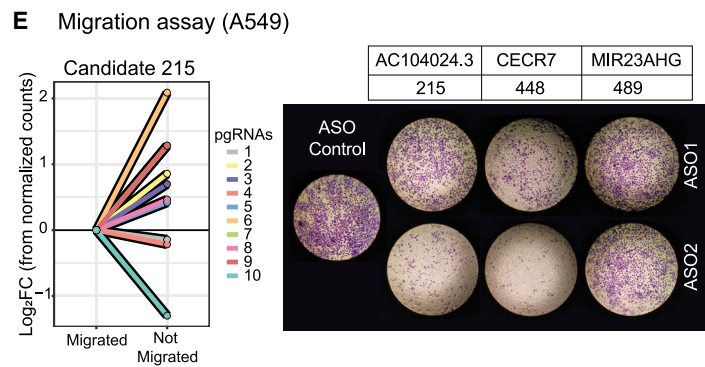 E Migration assay (A549)
Candidate 215
Log₂FC (from normalized counts)
2
1
0
−1
Migrated
Not
Migrated
pgRNAs
1
2
3
4
5
6
7
8
9
10
AC104024.3 CECR7 MIR23AHG
215 448 489
ASO
Control
ASO1
ASO2